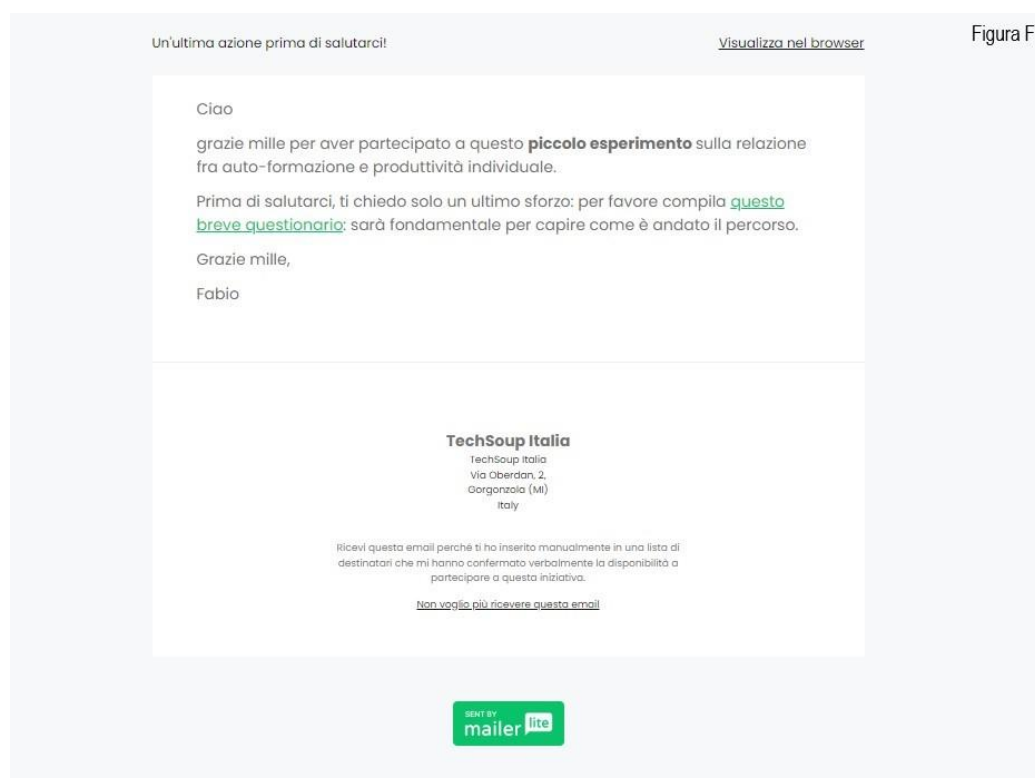 Un'ultima azione prima di salutarci!
Visualizza nel browser
Figura F
Ciao
grazie mille per aver partecipato a questo piccolo esperimento sulla relazione
fra auto-formazione e produttività individuale.
Prima di salutarci, ti chiedo solo un ultimo sforzo: per favore compila questo
breve questionario: sarà fondamentale per capire come è andato il percorso.
Grazie mille,
Fabio
TechSoup Italia
TechSoup Italia
Via Oberdan, 2,
Gorgonzola (MI)
Italy
Ricevi questa email perché ti ho inserito manualmente in una lista di
destinatari che mi hanno confermato verbalmente la disponibilità a
partecipare a questa iniziativa.
Non voglio più ricevere questa email
SENT BY
mailer lite